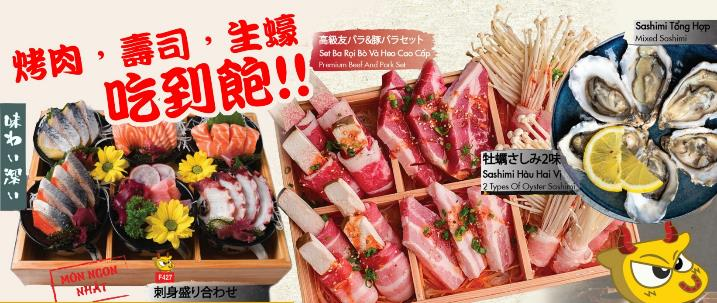 烤肉，壽司，生蠔
吃到飽!!
味わい深い
高級友バラ&豚バラセット
Set Ba Rọi Bò Và Heo Cao Cấp
Premium Beef And Pork Set
Sashimi Tổng Hợp
Mixed Sashimi
牡蠣さしみ2味
Sashimi Hàu Hai Vị
2 Types Of Oyster Sashimi
MÓN NGON
NHẬT
F427
刺身盛り合わせ